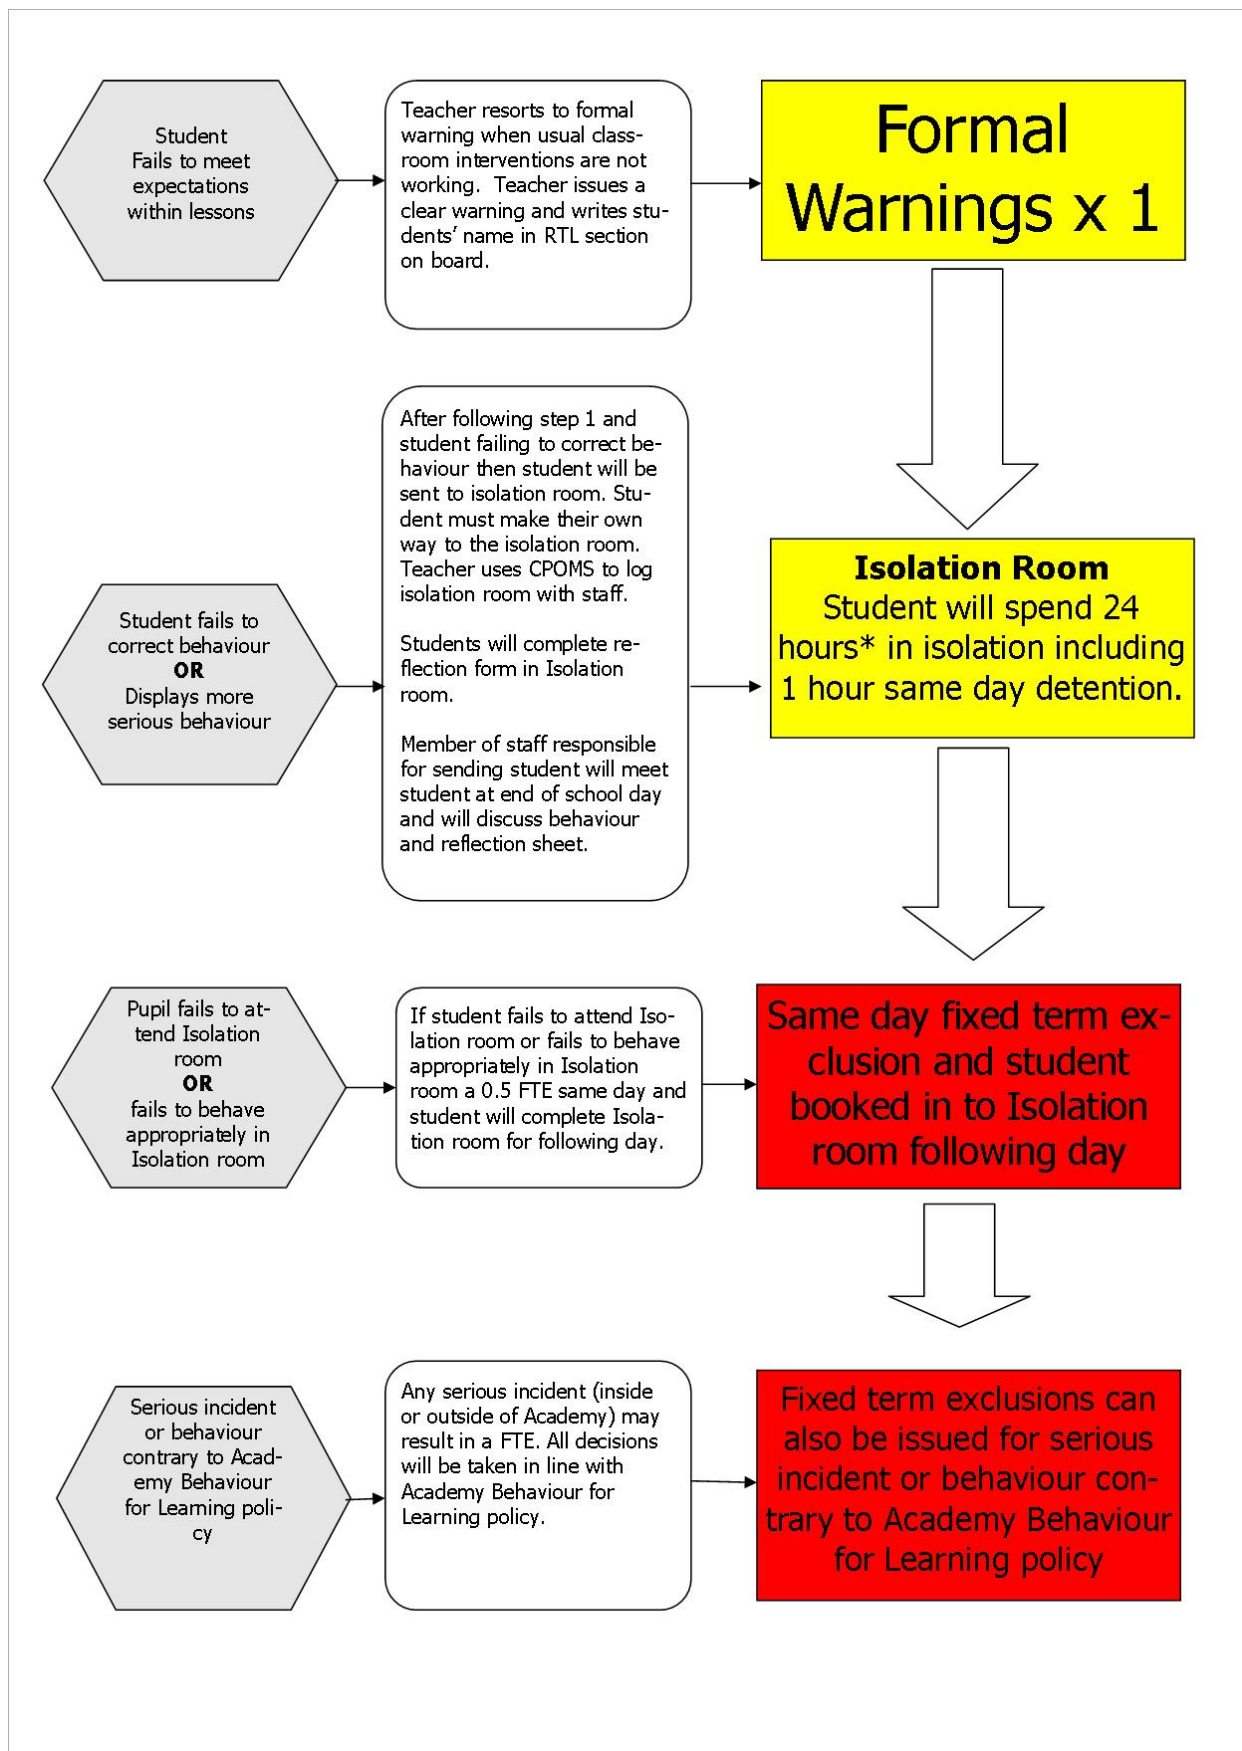 Student
Fails to meet
expectations
within lessons
Teacher resorts to formal
warning when usual class-
room interventions are not
working.  Teacher issues a
clear warning and writes stu-
dents’ name in RTL section
on board.
Formal
Warnings x 1
Student fails to
correct behaviour
OR
Displays more
serious behaviour
After following step 1 and
student failing to correct be-
haviour then student will be
sent to isolation room. Stu-
dent must make their own
way to the isolation room.
Teacher uses CPOMS to log
isolation room with staff.
Students will complete re-
flection form in Isolation
room.
Member of staff responsible
for sending student will meet
student at end of school day
and will discuss behaviour
and reflection sheet.
Isolation Room
Student will spend 24
hours* in isolation including
1 hour same day detention.
Pupil fails to at-
tend Isolation
room
OR
fails to behave
appropriately in
Isolation room
If student fails to attend Iso-
lation room or fails to behave
appropriately in Isolation
room a 0.5 FTE same day and
student will complete Isola-
tion room for following day.
Same day fixed term ex-
clusion and student
booked in to Isolation
room following day
Serious incident
or behaviour
contrary to Acad-
emy Behaviour
for Learning poli-
cy
Any serious incident (inside
or outside of Academy) may
result in a FTE. All decisions
will be taken in line with
Academy Behaviour for
Learning policy.
Fixed term exclusions can
also be issued for serious
incident or behaviour con-
trary to Academy Behaviour
for Learning policy